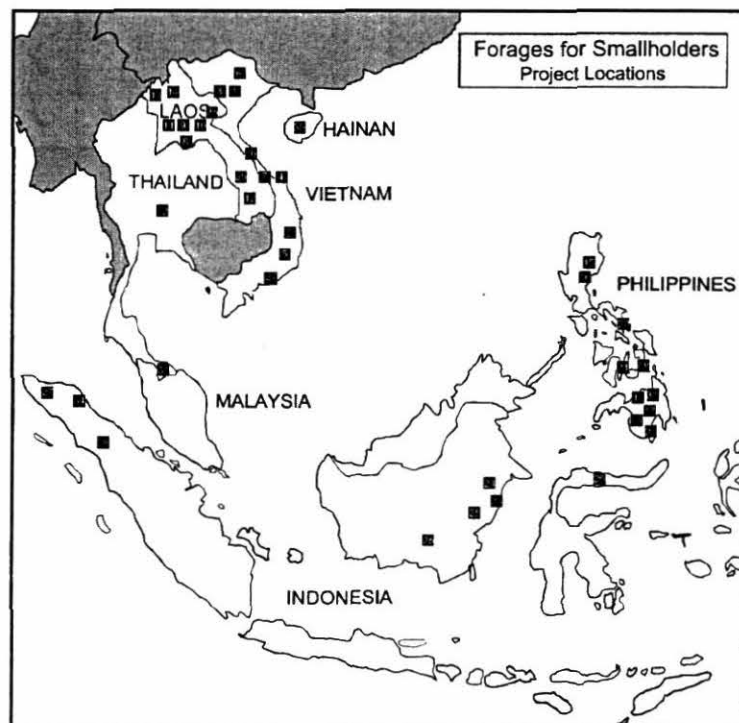 Forages for Smallholders
Project Locations
LAOS
HAINAN
THAILAND
VIETNAM
PHILIPPINES
MALAYSIA
INDONESIA